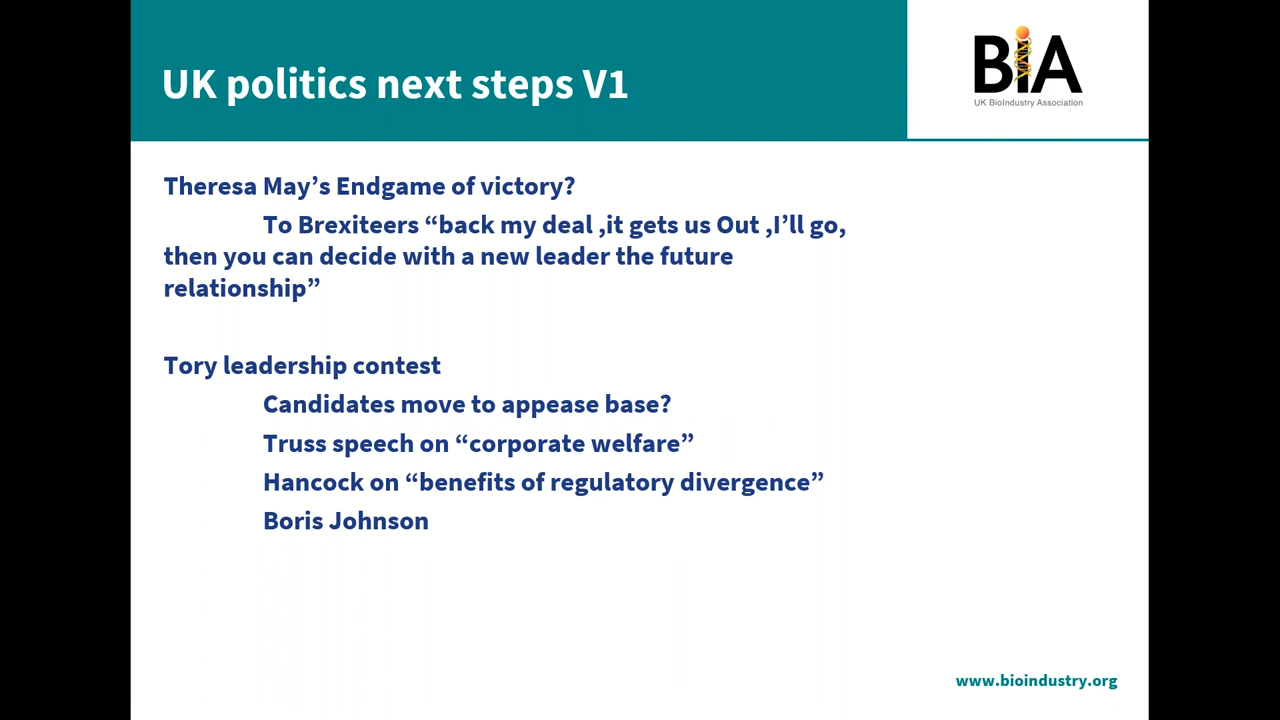 UK politics next steps V1
BiA
UK BioIndustry Association
Theresa May’s Endgame of victory?
To Brexiteers “back my deal ,it gets us Out ,I’ll go,
then you can decide with a new leader the future
relationship”
Tory leadership contest
Candidates move to appease base?
Truss speech on “corporate welfare”
Hancock on “benefits of regulatory divergence”
Boris Johnson
www.bioindustry.org